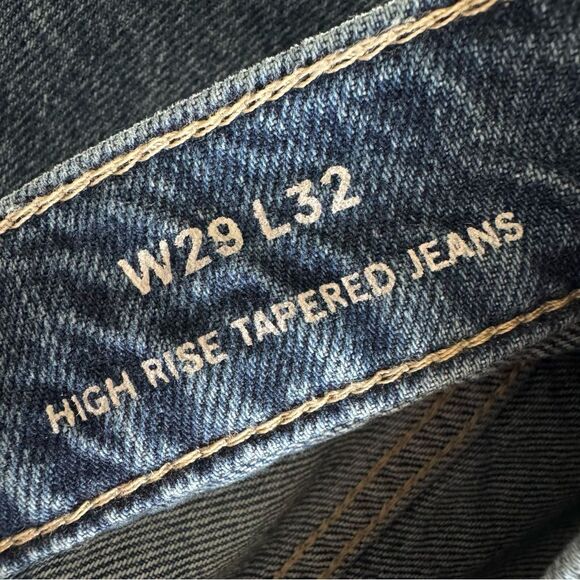 W29 L32
HIGH RISE TAPERED JEANS